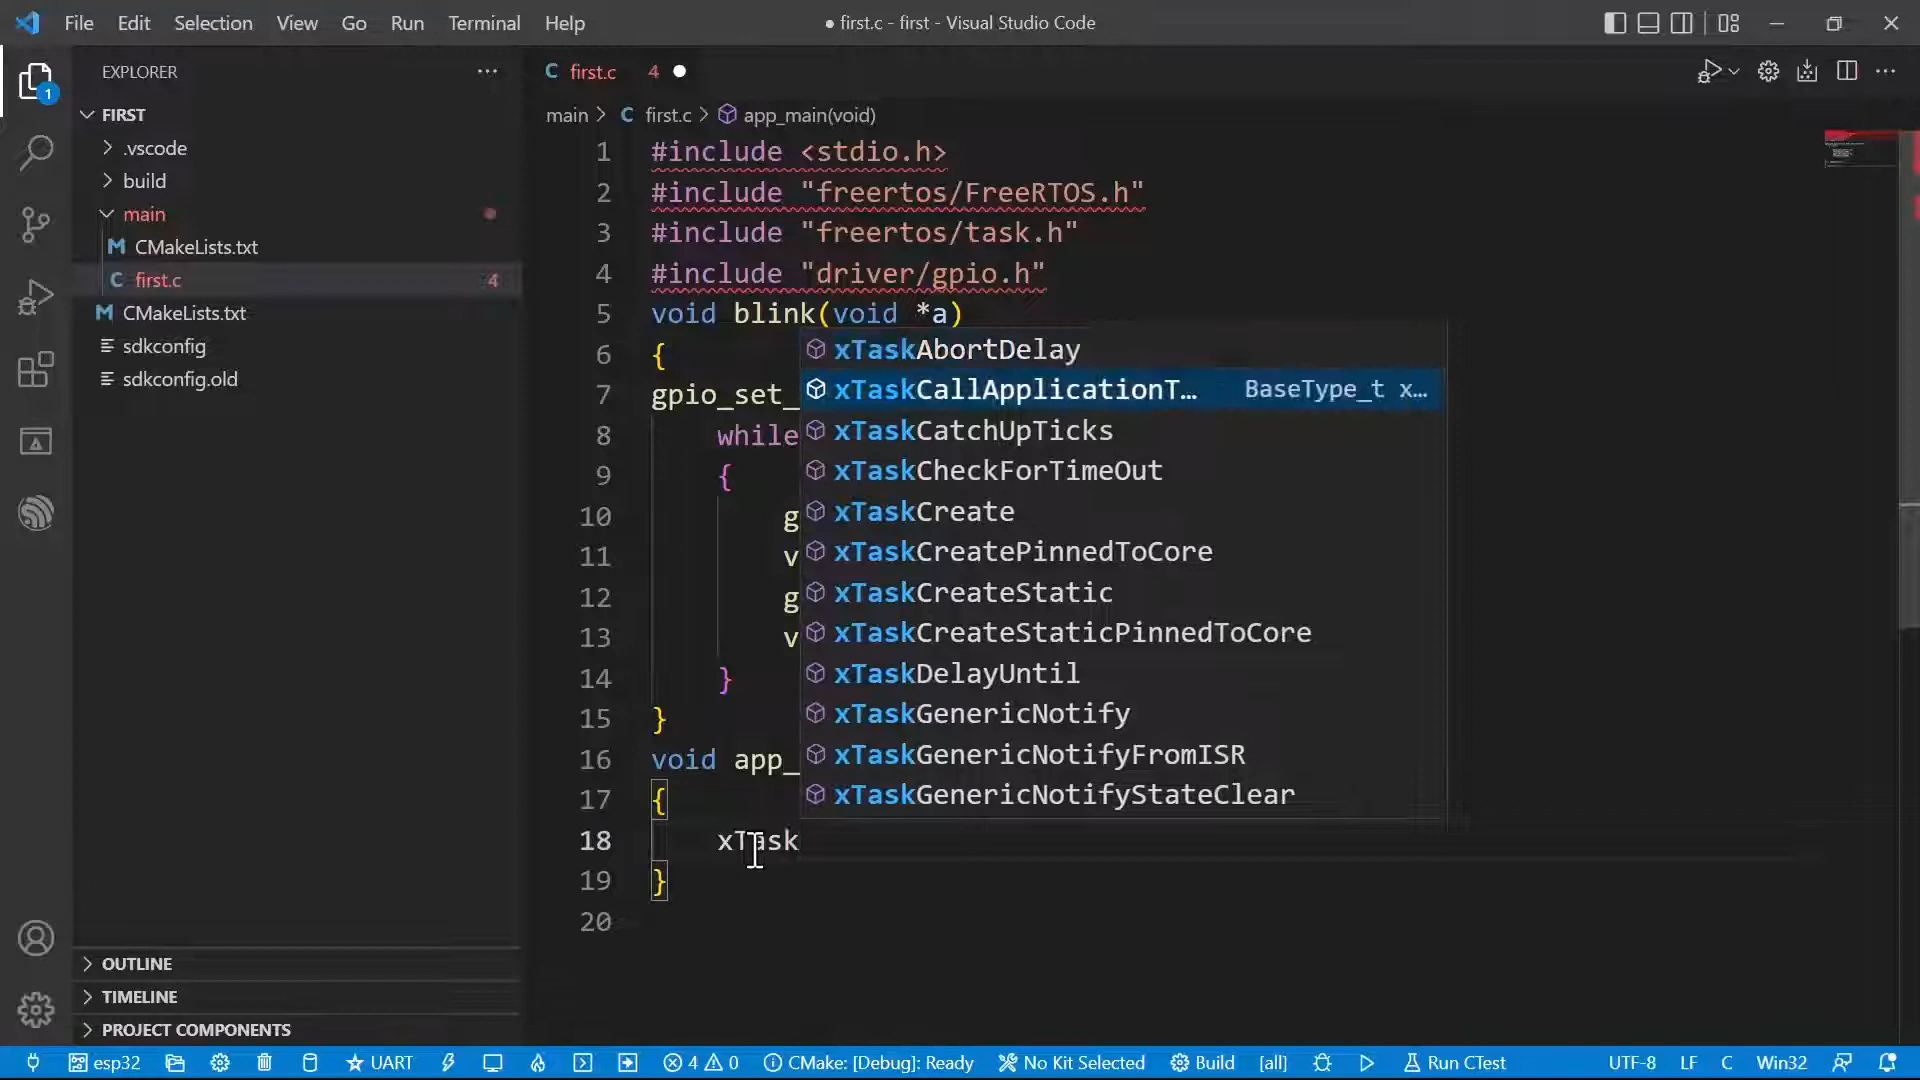 File Edit Selection View Go Run Terminal Help
● first.c - first - Visual Studio Code
EXPLORER
FIRST
.vscode
build
main
CMakeLists.txt
first.c 4
CMakeLists.txt
sdkconfig
sdkconfig.old
OUTLINE
TIMELINE
PROJECT COMPONENTS
1
C first.c 4
main > C first.c > app_main(void)
1 #include <stdio.h>
2 #include "freertos/FreeRTOS.h"
3 #include "freertos/task.h"
4 #include "driver/gpio.h"
5 void blink(void *a)
6 {
7 gpio_set_
8 while
9 {
10 g
11 v
12 g
13 v
14 }
15 }
16 void app_
17 {
18 xTask
19 }
20
xTaskAbortDelay
xTaskCallApplicationT… BaseType_t x…
xTaskCatchUpTicks
xTaskCheckForTimeOut
xTaskCreate
xTaskCreatePinnedToCore
xTaskCreateStatic
xTaskCreateStaticPinnedToCore
xTaskDelayUntil
xTaskGenericNotify
xTaskGenericNotifyFromISR
xTaskGenericNotifyStateClear
esp32 UART 4 0 CMake: [Debug]: Ready No Kit Selected Build [all] Run CTest UTF-8 LF C Win32